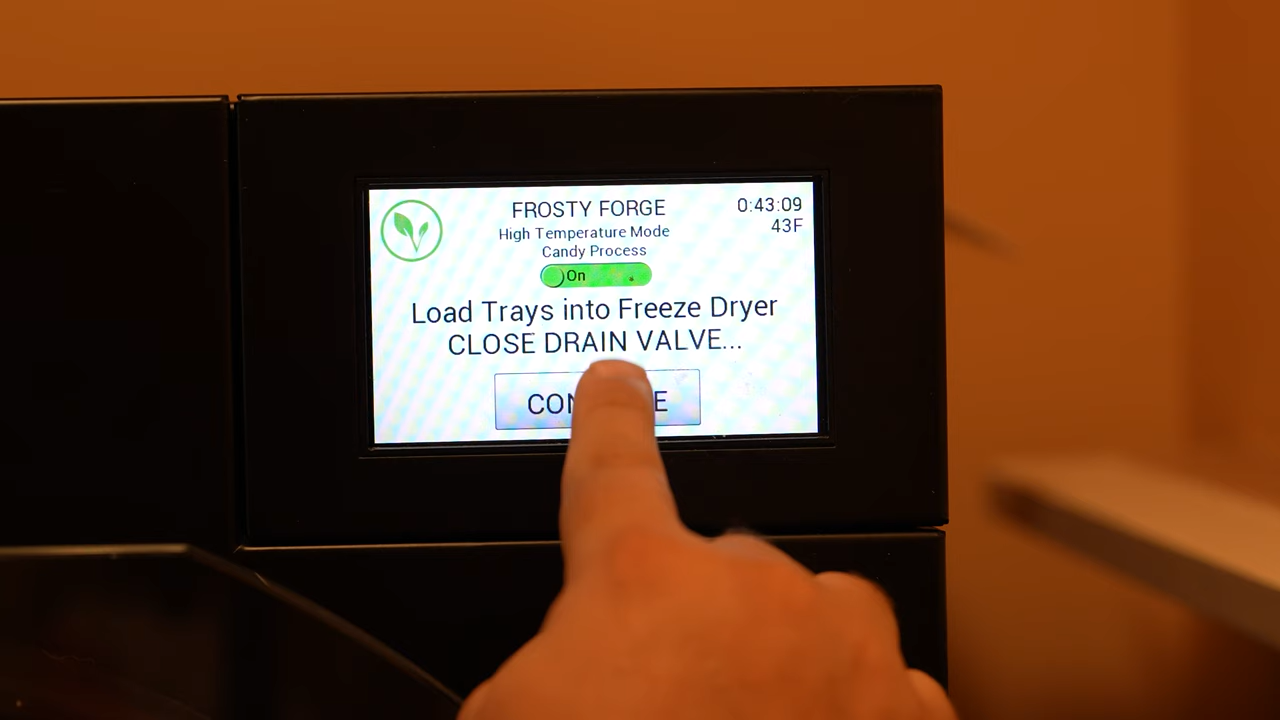 FROSTY FORGE
0:43:09
High Temperature Mode
43F
Candy Process
On
Load Trays into Freeze Dryer
CLOSE DRAIN VALVE...